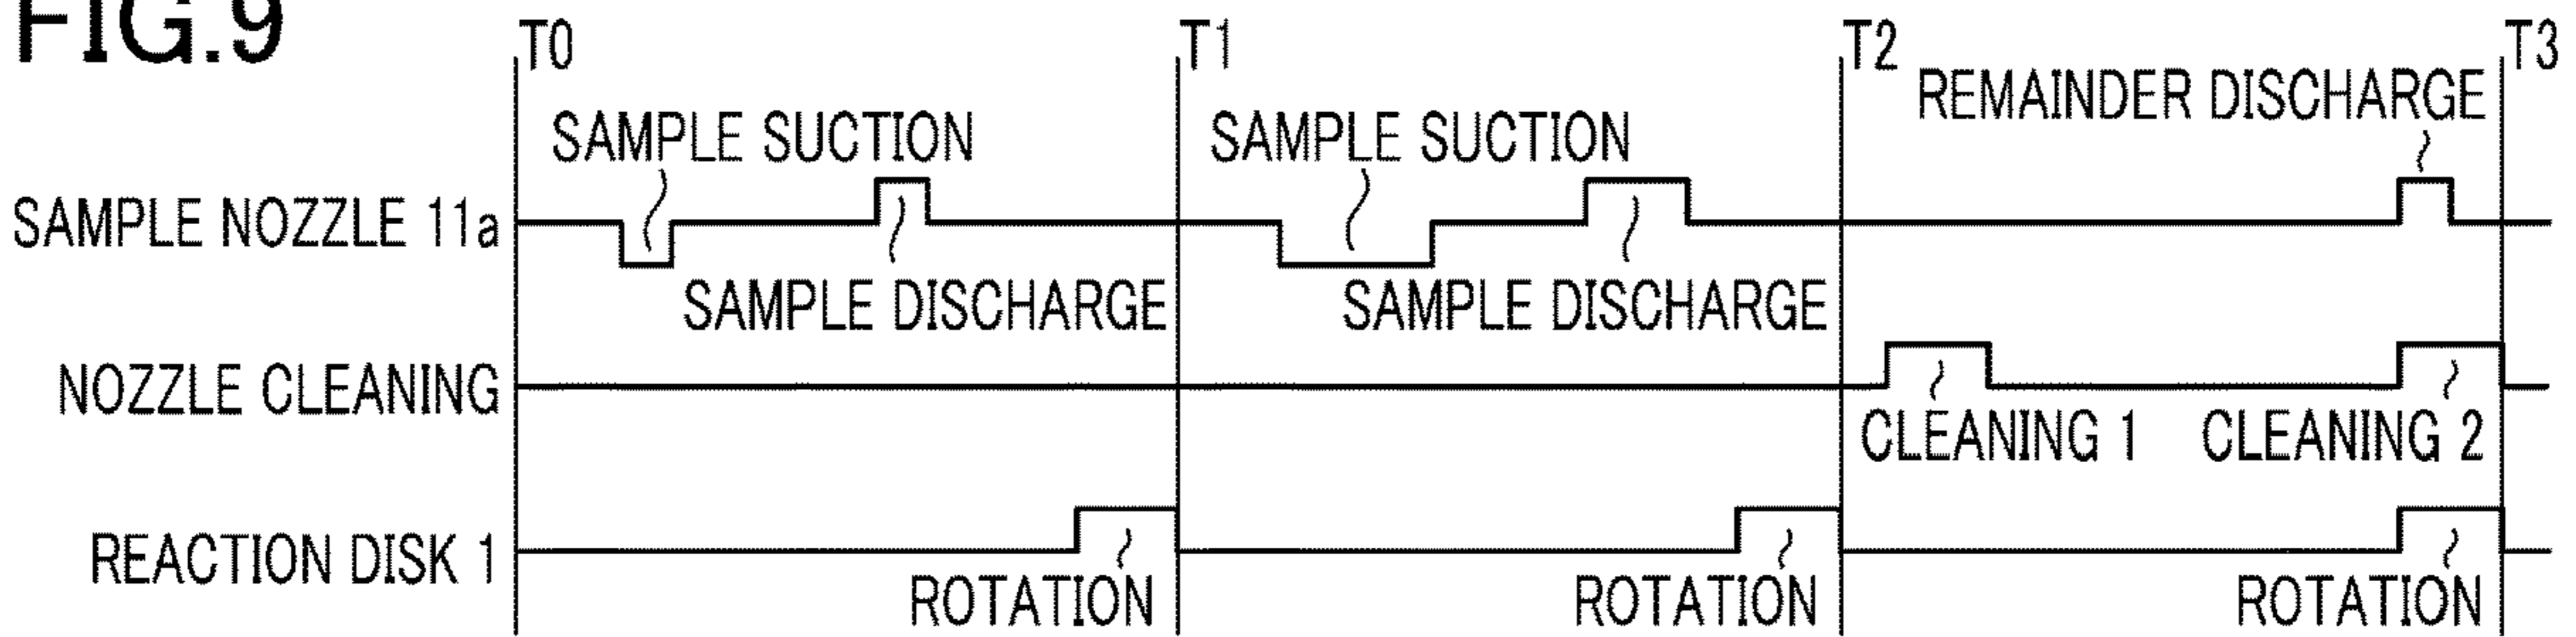 FIG.9
T0
T1
T2
T3
REMAINDER DISCHARGE
SAMPLE SUCTION
SAMPLE SUCTION
SAMPLE NOZZLE 11a
SAMPLE DISCHARGE
SAMPLE DISCHARGE
NOZZLE CLEANING
CLEANING 1
CLEANING 2
REACTION DISK 1
ROTATION
ROTATION
ROTATION